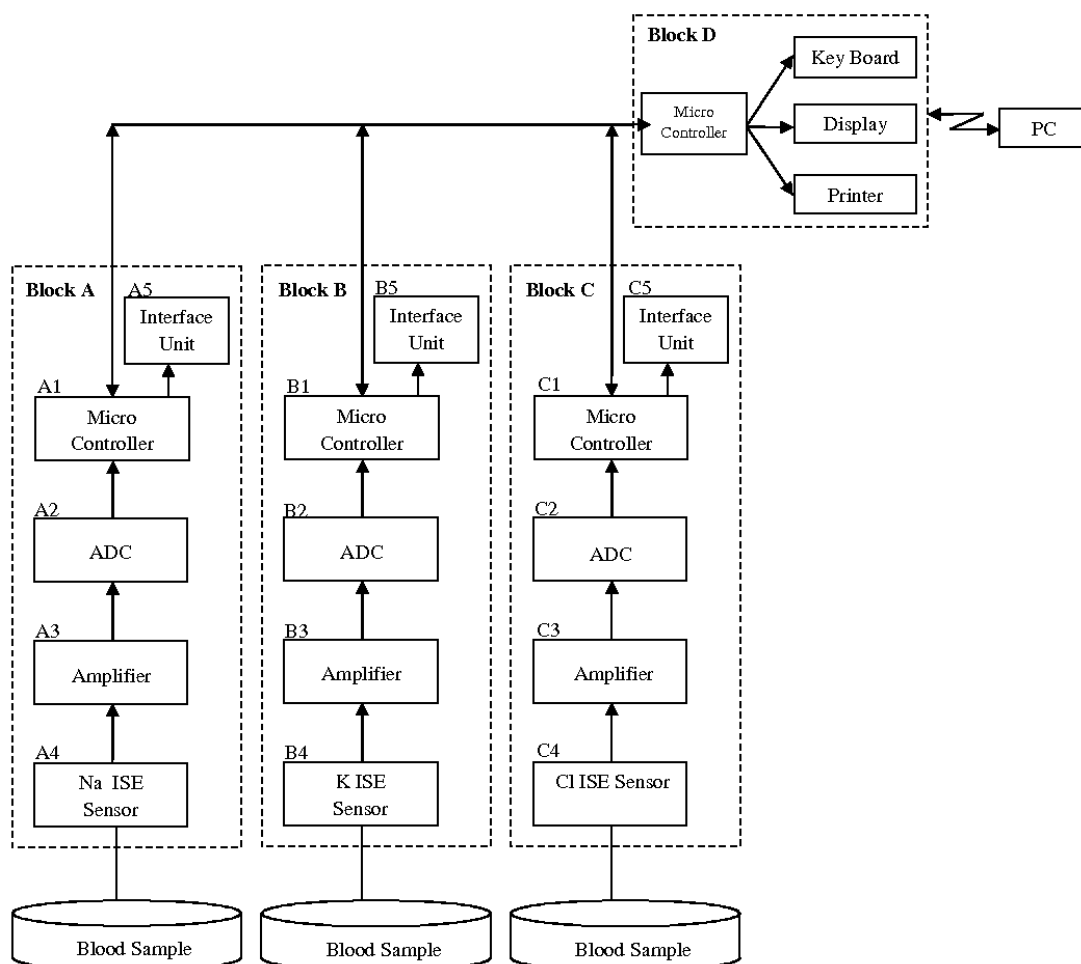 Block D
Key Board
Micro
Controller
Display
PC
Printer
Block A
A5
Interface
Unit
A1
Micro
Controller
A2
ADC
A3
Amplifier
A4
Na ISE
Sensor
Blood Sample
Block B
B5
Interface
Unit
B1
Micro
Controller
B2
ADC
B3
Amplifier
B4
K ISE
Sensor
Blood Sample
Block C
C5
Interface
Unit
C1
Micro
Controller
C2
ADC
C3
Amplifier
C4
Cl ISE Sensor
Blood Sample